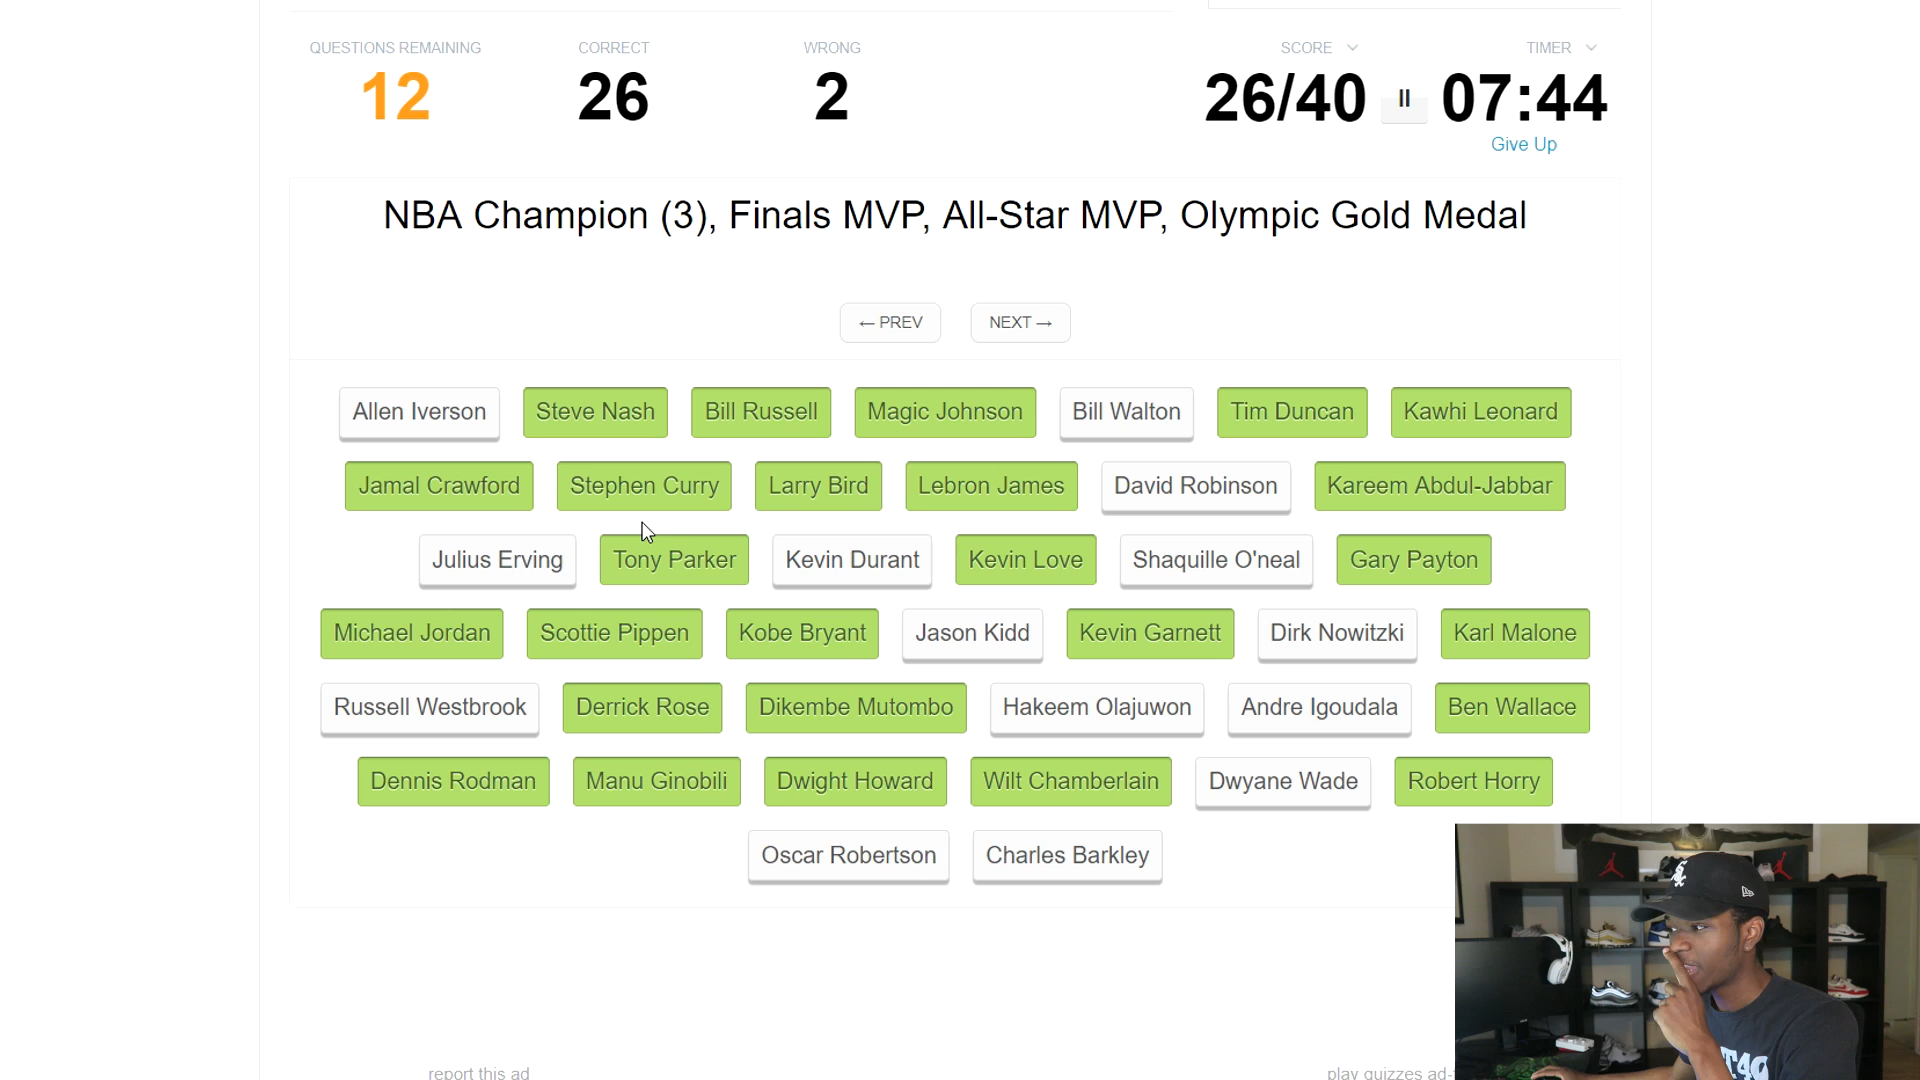 QUESTIONS REMAINING CORRECT WRONG SCORE TIMER
12 26 2 26/40 07:44
Give Up
NBA Champion (3), Finals MVP, All-Star MVP, Olympic Gold Medal
← PREV NEXT →
Allen Iverson Steve Nash Bill Russell Magic Johnson Bill Walton Tim Duncan Kawhi Leonard
Jamal Crawford Stephen Curry Larry Bird Lebron James David Robinson Kareem Abdul-Jabbar
Julius Erving Tony Parker Kevin Durant Kevin Love Shaquille O'neal Gary Payton
Michael Jordan Scottie Pippen Kobe Bryant Jason Kidd Kevin Garnett Dirk Nowitzki Karl Malone
Russell Westbrook Derrick Rose Dikembe Mutombo Hakeem Olajuwon Andre Igoudala Ben Wallace
Dennis Rodman Manu Ginobili Dwight Howard Wilt Chamberlain Dwyane Wade Robert Horry
Oscar Robertson Charles Barkley
report this ad play quizzes ad-